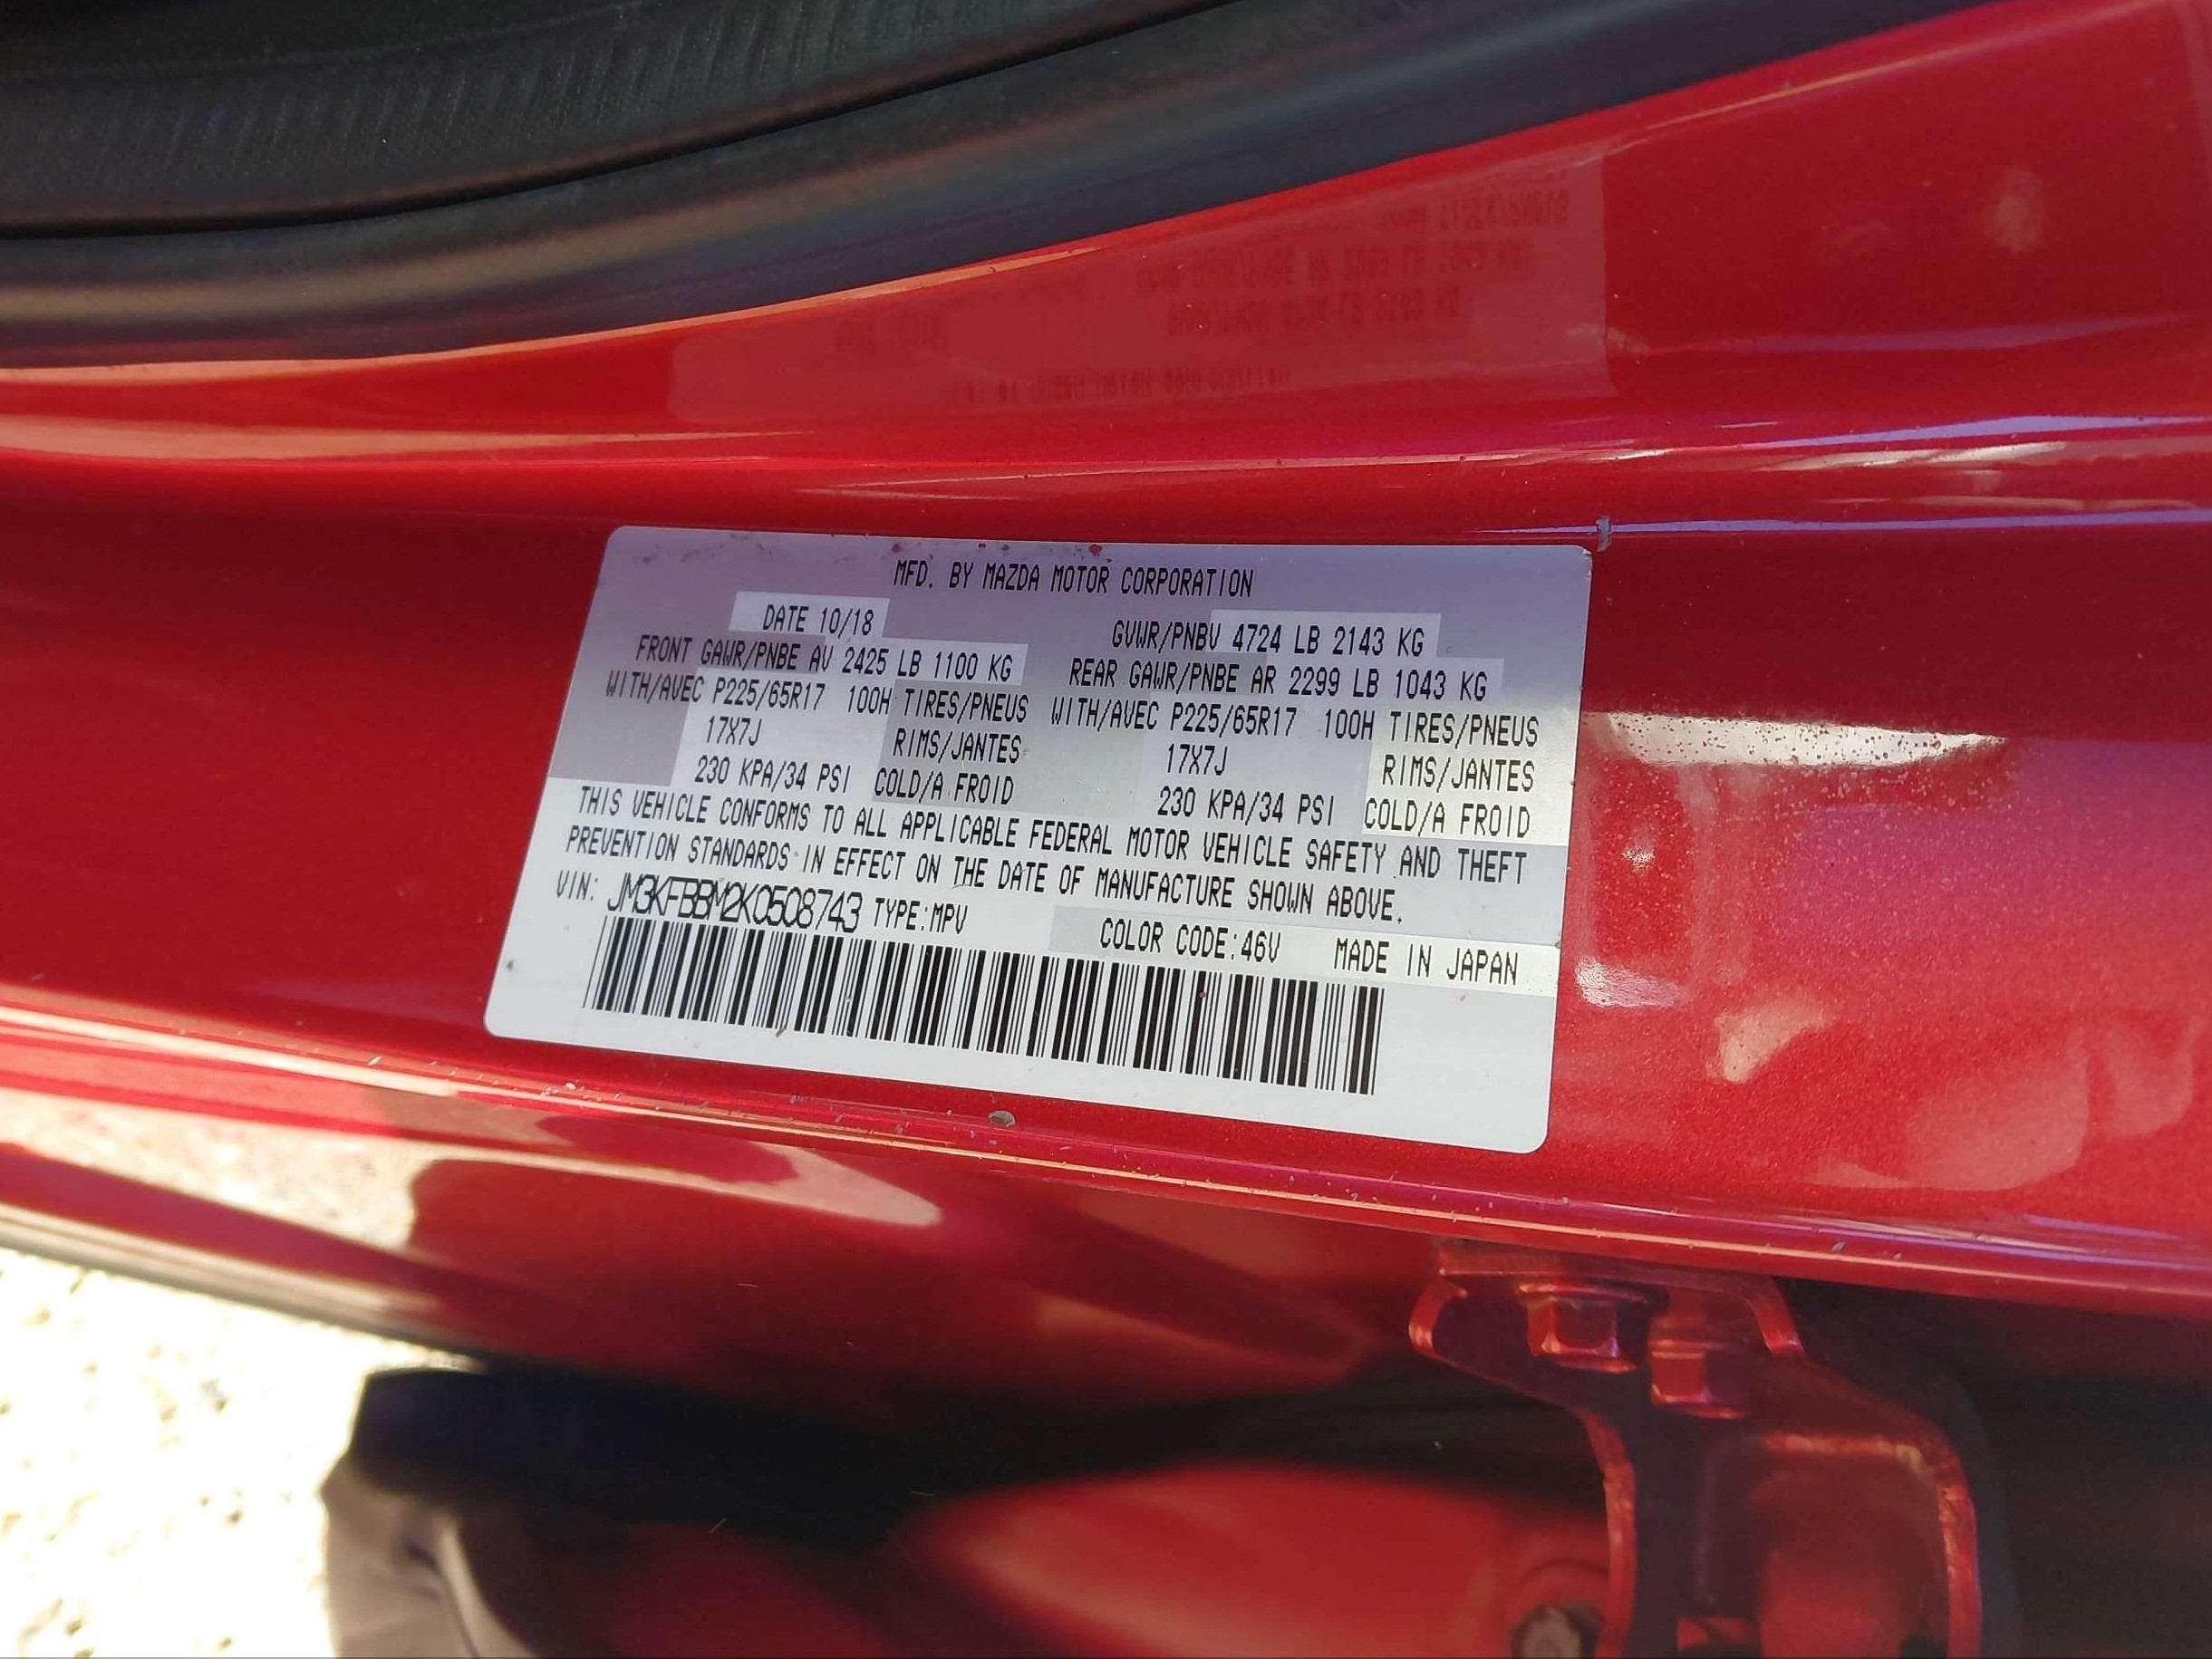 MFD. BY MAZDA MOTOR CORPORATION
DATE 10/18 GVWR/PNBV 4724 LB 2143 KG
FRONT GAWR/PNBE AV 2425 LB 1100 KG REAR GAWR/PNBE AR 2299 LB 1043 KG
WITH/AVEC P225/65R17 100H TIRES/PNEUS WITH/AVEC P225/65R17 100H TIRES/PNEUS
17X7J RIMS/JANTES 17X7J RIMS/JANTES
230 KPA/34 PSI COLD/A FROID 230 KPA/34 PSI COLD/A FROID
THIS VEHICLE CONFORMS TO ALL APPLICABLE FEDERAL MOTOR VEHICLE SAFETY AND THEFT
PREVENTION STANDARDS IN EFFECT ON THE DATE OF MANUFACTURE SHOWN ABOVE.
VIN: JM3KFBBM2K0508743 TYPE:MPV COLOR CODE:46V MADE IN JAPAN